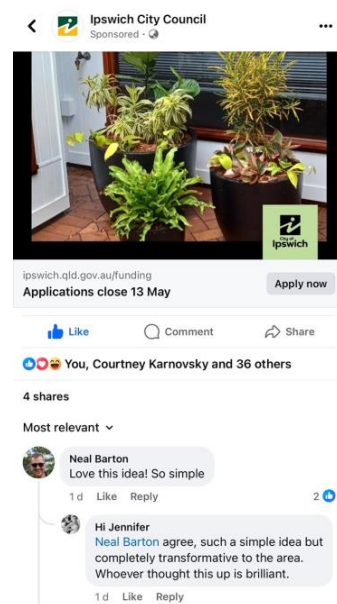 Ipswich City Council
Sponsored ·
City of
Ipswich
ipswich.qld.gov.au/funding
Applications close 13 May
Apply now
Like
Comment
Share
You, Courtney Karnovsky and 36 others
4 shares
Most relevant
Neal Barton
Love this idea! So simple
1 d Like Reply
2
Hi Jennifer
Neal Barton agree, such a simple idea but
completely transformative to the area.
Whoever thought this up is brilliant.
1 d Like Reply